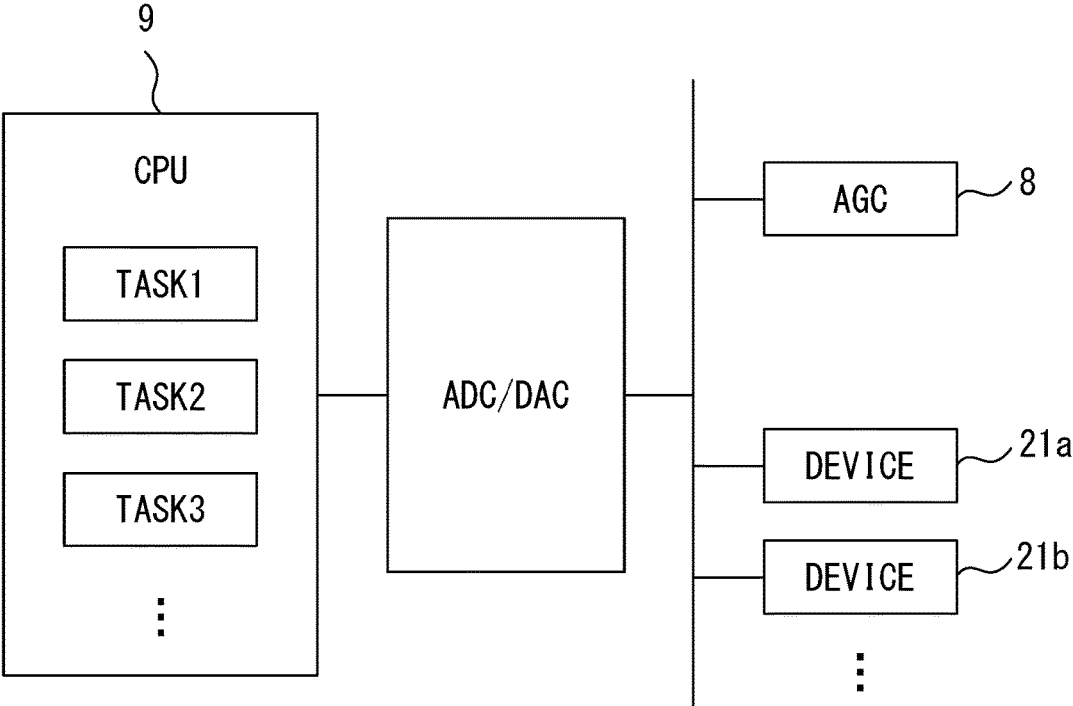 9
CPU
TASK1
TASK2
TASK3
ADC/DAC
AGC
8
DEVICE
21a
DEVICE
21b